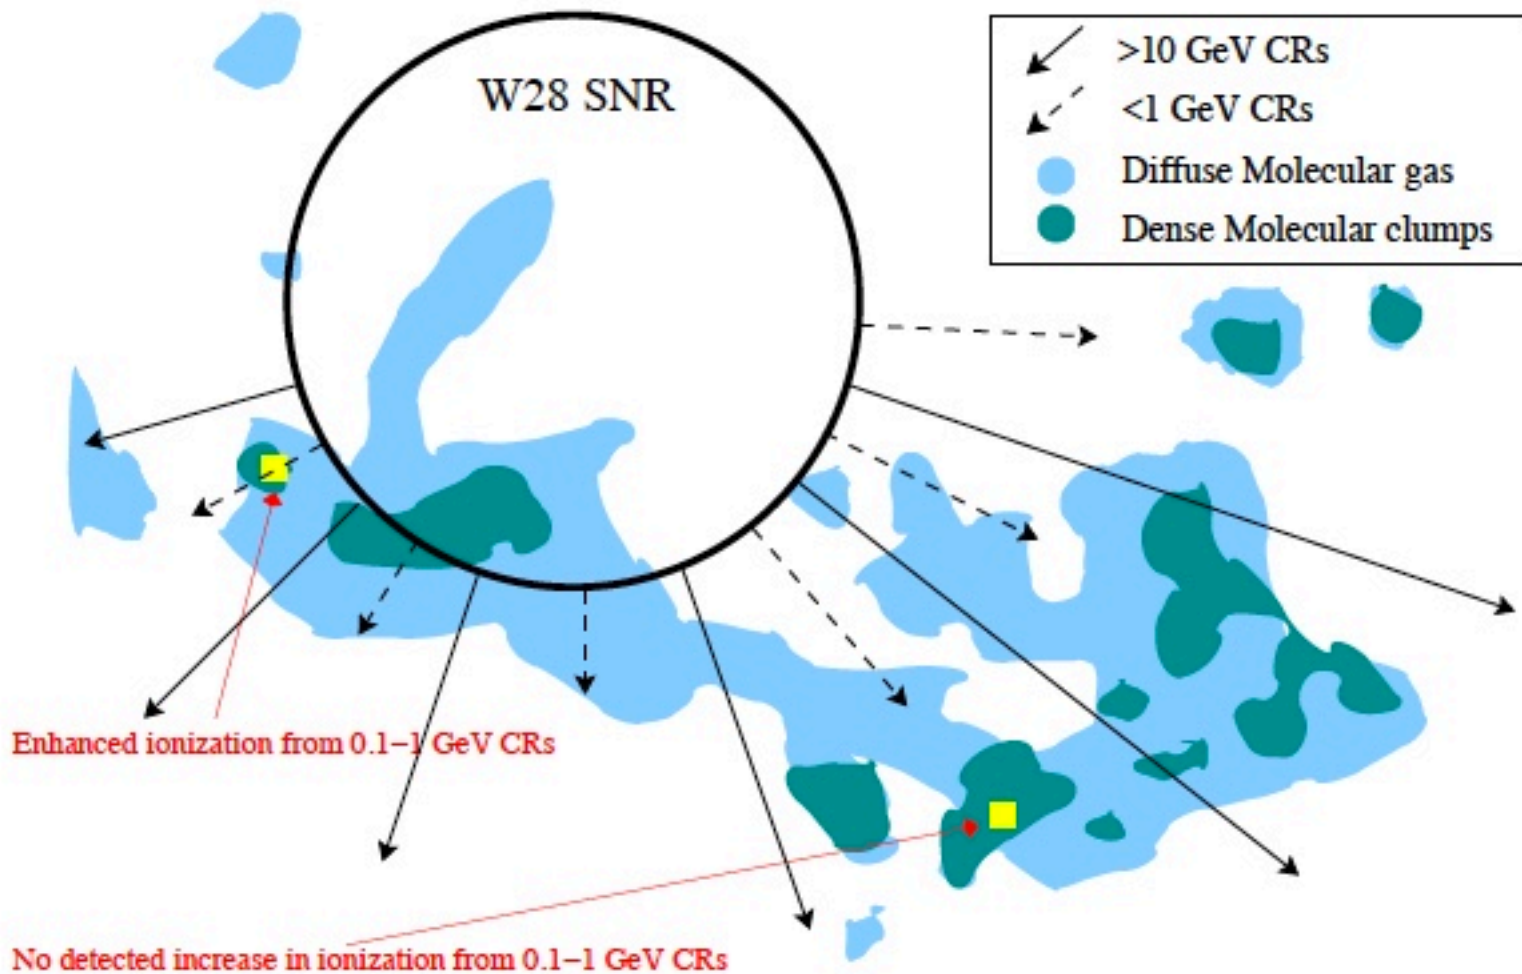 W28 SNR
>10 GeV CRs
<1 GeV CRs
Diffuse Molecular gas
Dense Molecular clumps
Enhanced ionization from 0.1–1 GeV CRs
No detected increase in ionization from 0.1–1 GeV CRs